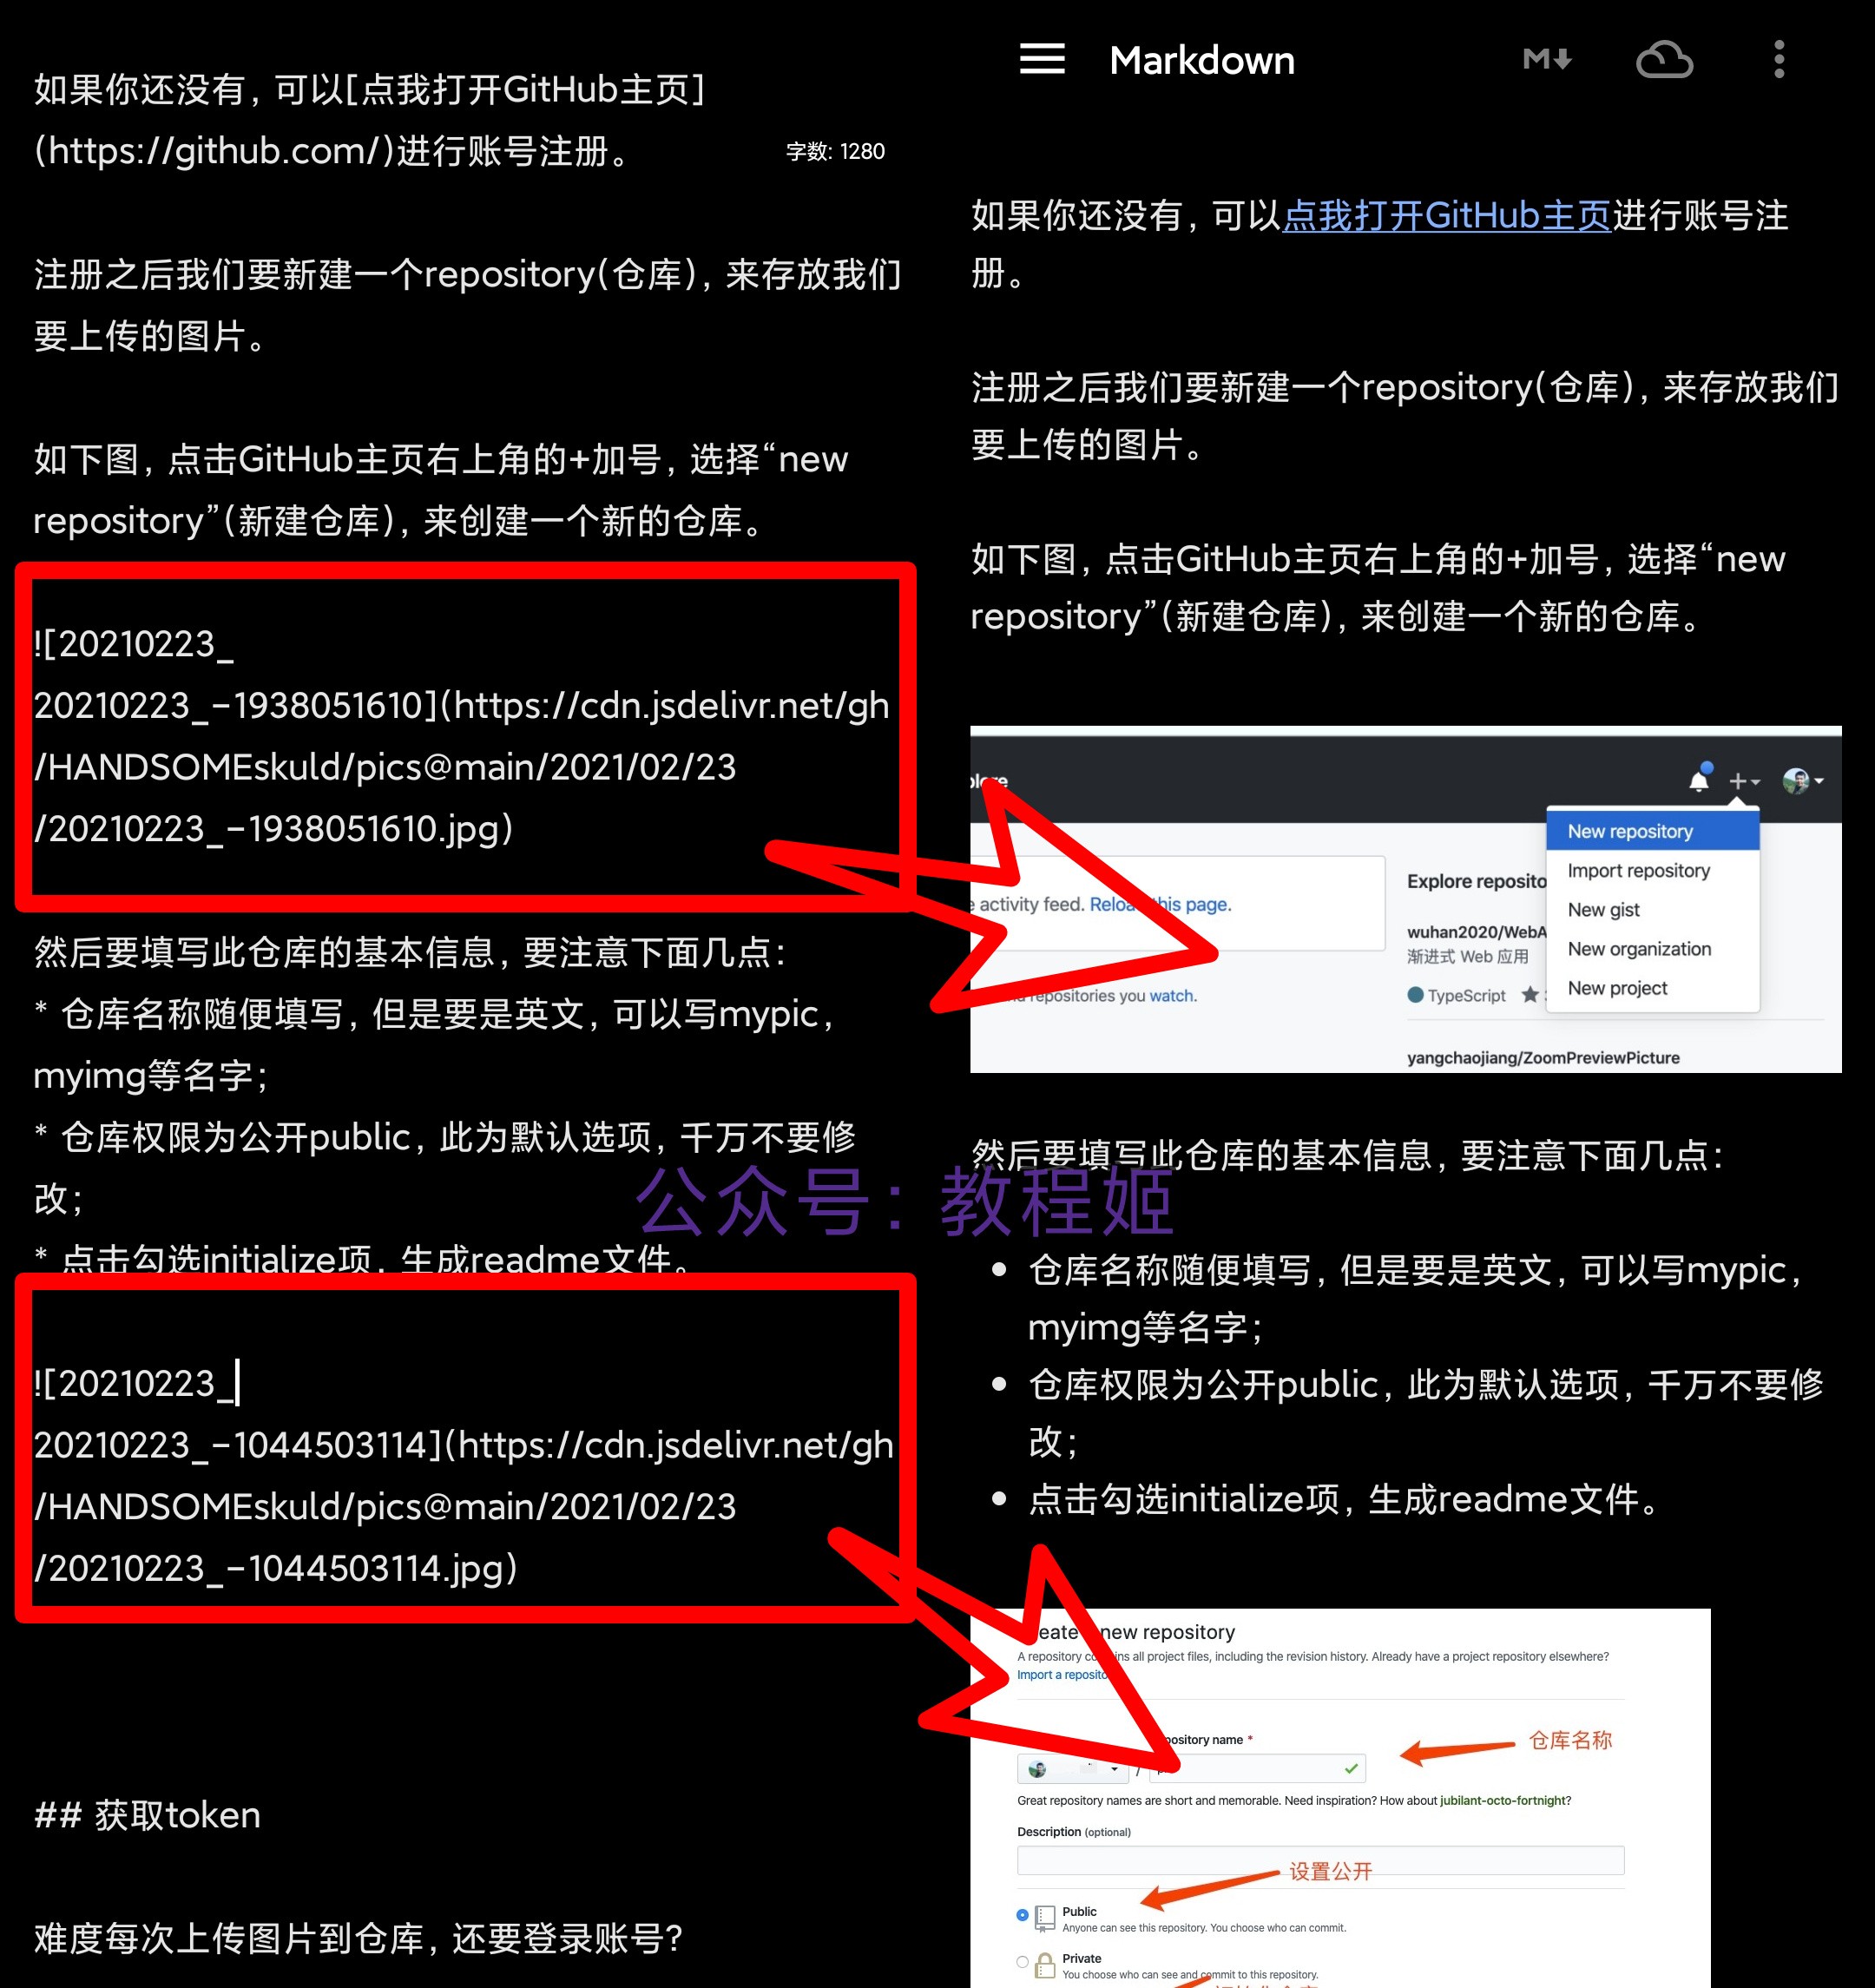 如果你还没有，可以[点我打开GitHub主页]
(https://github.com/)进行账号注册。
字数: 1280
注册之后我们要新建一个repository(仓库)，来存放我们
要上传的图片。
如下图，点击GitHub主页右上角的+加号，选择“new
repository”(新建仓库)，来创建一个新的仓库。
![20210223_
20210223_-1938051610](https://cdn.jsdelivr.net/gh
/HANDSOMEskuld/pics@main/2021/02/23
/20210223_-1938051610.jpg)
然后要填写此仓库的基本信息，要注意下面几点：
* 仓库名称随便填写，但是要是英文，可以写mypic，
myimg等名字；
* 仓库权限为公开public，此为默认选项，千万不要修
改；
* 点击勾选initialize项，生成readme文件。
![20210223_
20210223_-1044503114](https://cdn.jsdelivr.net/gh
/HANDSOMEskuld/pics@main/2021/02/23
/20210223_-1044503114.jpg)
## 获取token
难度每次上传图片到仓库，还要登录账号？
Markdown
M
如果你还没有，可以点我打开GitHub主页进行账号注
册。
注册之后我们要新建一个repository(仓库)，来存放我们
要上传的图片。
如下图，点击GitHub主页右上角的+加号，选择“new
repository”(新建仓库)，来创建一个新的仓库。
New repository
Import repository
New gist
New organization
New project
activity feed. Reload this page.
repositories you watch.
Explore reposito
wuhan2020/WebA
渐进式 Web 应用
TypeScript
yangchaojiang/ZoomPreviewPicture
然后要填写此仓库的基本信息，要注意下面几点：
公众号：教程姬
• 仓库名称随便填写，但是要是英文，可以写mypic，
myimg等名字；
• 仓库权限为公开public，此为默认选项，千万不要修
改；
• 点击勾选initialize项，生成readme文件。
new repository
A repository contains all project files, including the revision history. Already have a project repository elsewhere?
Import a reposito
pository name *
仓库名称
/
Great repository names are short and memorable. Need inspiration? How about jubilant-octo-fortnight?
Description (optional)
设置公开
Public
Anyone can see this repository. You choose who can commit.
Private
You choose who can see and commit to this repository.